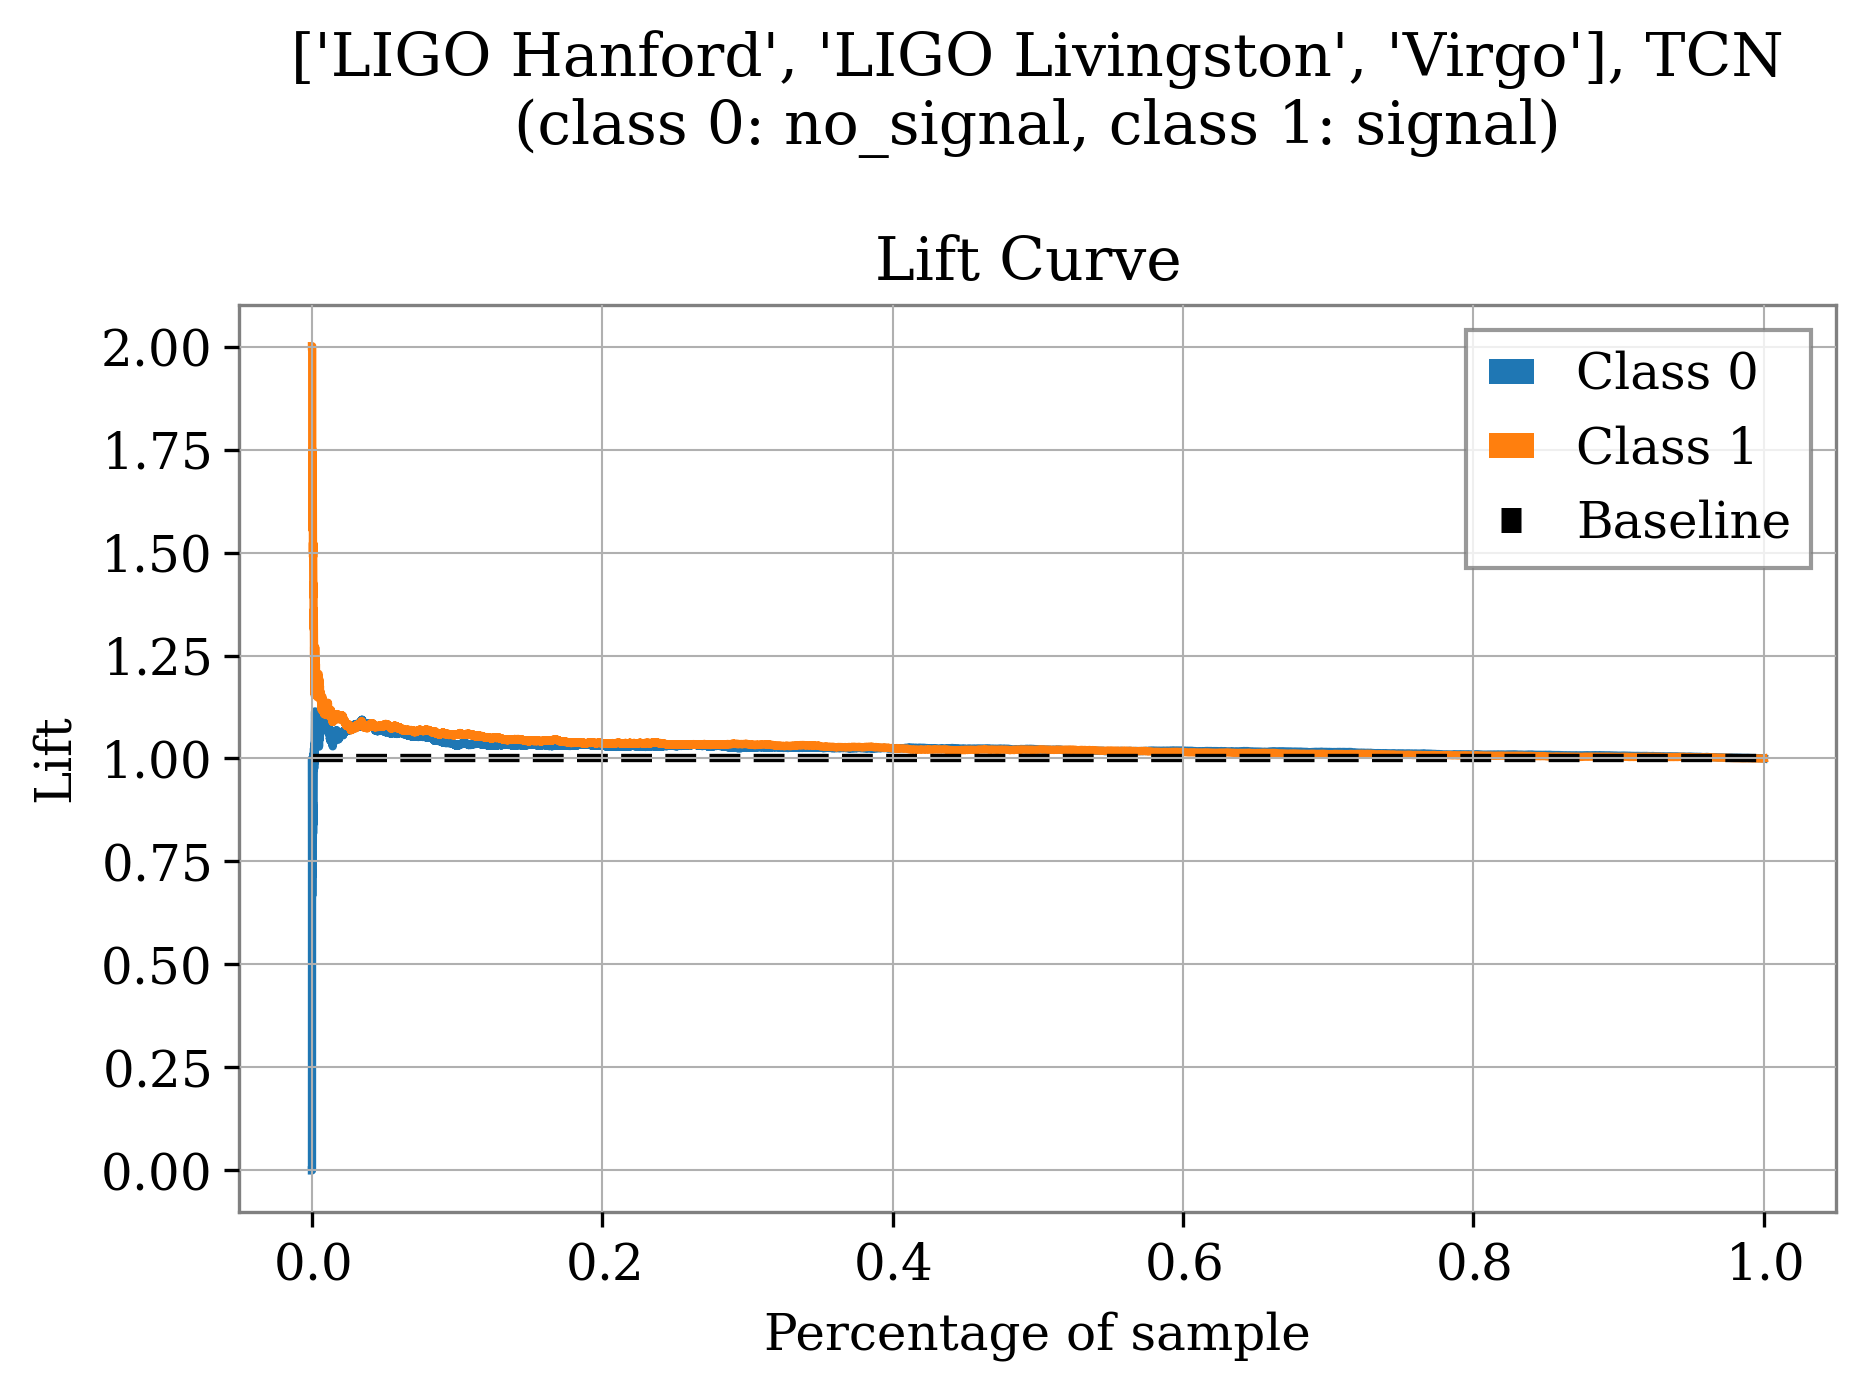 ['LIGO Hanford', 'LIGO Livingston', 'Virgo'], TCN
(class 0: no_signal, class 1: signal)
Lift Curve
2.00
1.75
1.50
1.25
1.00
0.75
0.50
0.25
0.00
Lift
Class 0
Class 1
Baseline
0.0 0.2 0.4 0.6 0.8 1.0
Percentage of sample